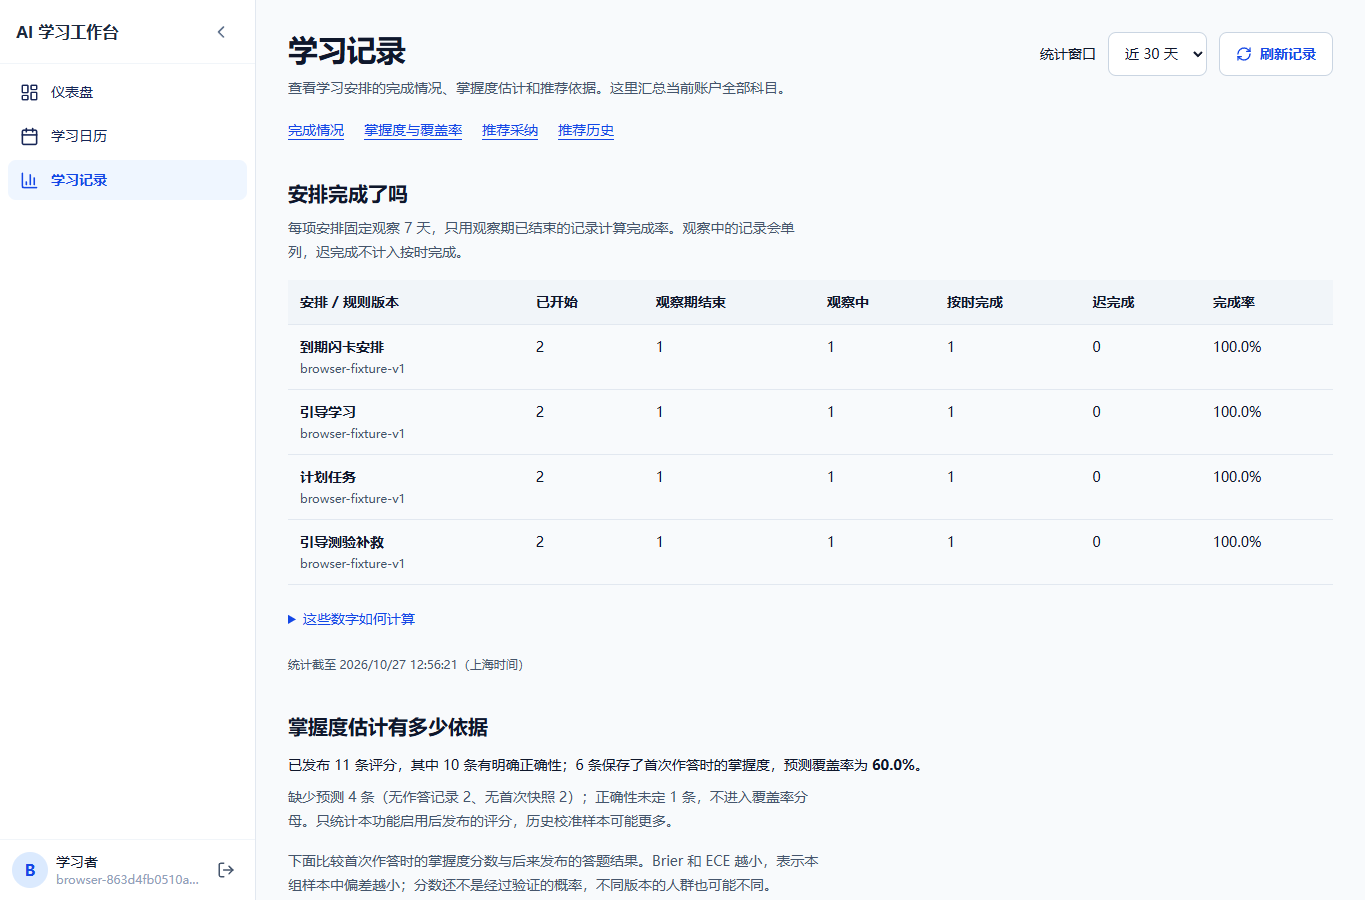 AI 学习工作台
仪表盘
学习日历
学习记录
学习记录
查看学习安排的完成情况、掌握度估计和推荐依据。这里汇总当前账户全部科目。
统计窗口 近 30 天 刷新记录
完成情况 掌握度与覆盖率 推荐采纳 推荐历史
安排完成了吗
每项安排固定观察 7 天，只用观察期已结束的记录计算完成率。观察中的记录会单
列，迟完成不计入按时完成。
安排 / 规则版本 已开始 观察期结束 观察中 按时完成 迟完成 完成率
到期闪卡安排 2 1 1 1 0 100.0%
browser-fixture-v1
引导学习 2 1 1 1 0 100.0%
browser-fixture-v1
计划任务 2 1 1 1 0 100.0%
browser-fixture-v1
引导测验补救 2 1 1 1 0 100.0%
browser-fixture-v1
这些数字如何计算
统计截至 2026/10/27 12:56:21（上海时间）
掌握度估计有多少依据
已发布 11 条评分，其中 10 条有明确正确性；6 条保存了首次作答时的掌握度，预测覆盖率为 60.0%。
缺少预测 4 条（无作答记录 2、无首次快照 2）；正确性未定 1 条，不进入覆盖率分
母。只统计本功能启用后发布的评分，历史校准样本可能更多。
下面比较首次作答时的掌握度分数与后来发布的答题结果。Brier 和 ECE 越小，表示本
组样本中偏差越小；分数还不是经过验证的概率，不同版本的人群也可能不同。
B
学习者
browser-863d4fb0510a...